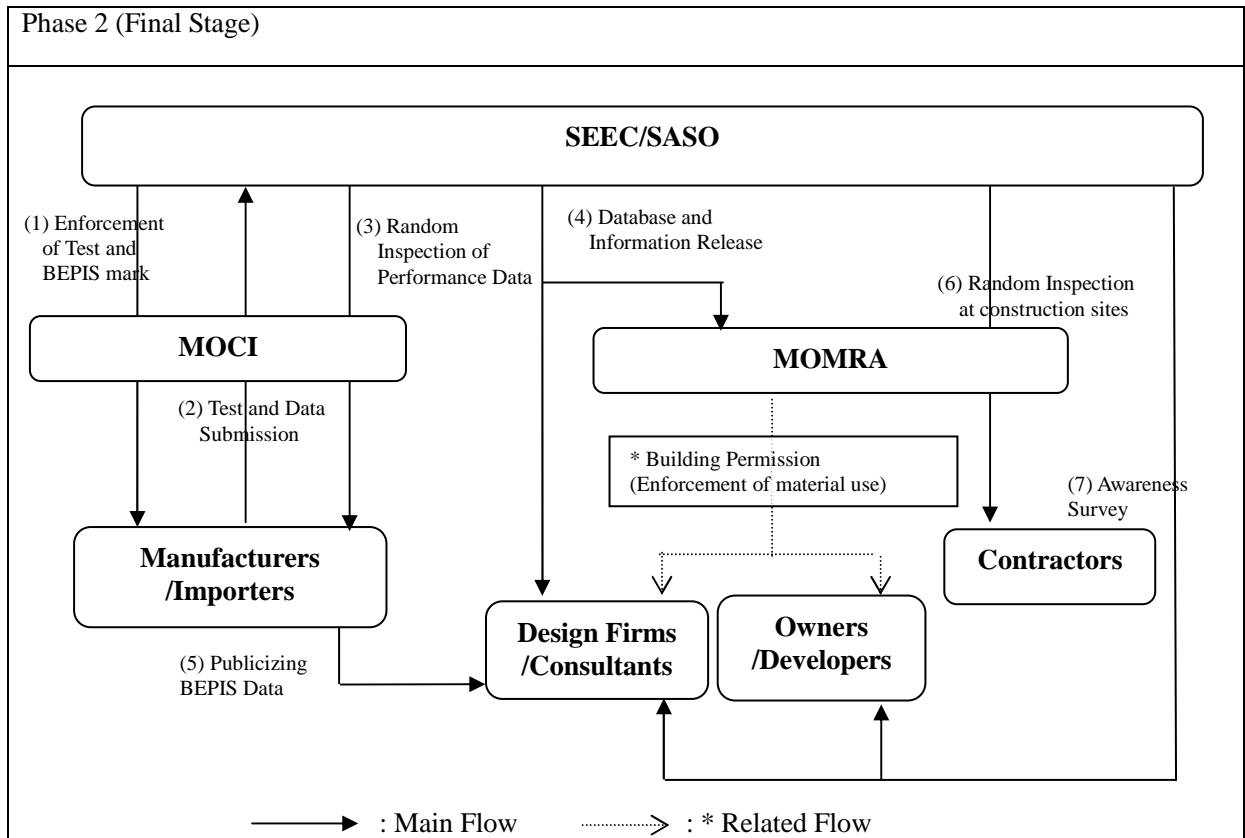 Phase 2 (Final Stage)
SEEC/SASO
(1) Enforcement
of Test and
BEPIS mark
(3) Random
Inspection of
Performance Data
(4) Database and
Information Release
(6) Random Inspection
at construction sites
MOCI
MOMRA
(2) Test and Data
Submission
* Building Permission
(Enforcement of material use)
(7) Awareness
Survey
Manufacturers
/Importers
Contractors
Design Firms
/Consultants
Owners
/Developers
(5) Publicizing
BEPIS Data
: Main Flow
: * Related Flow